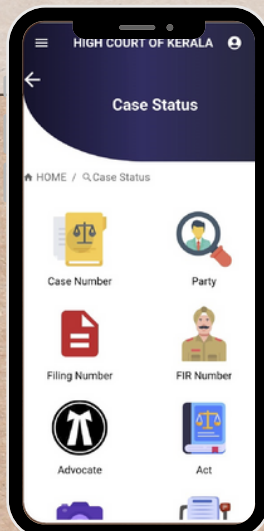 HIGH COURT OF KERALA
Case Status
HOME / Case Status
Case Number
Party
Filing Number
FIR Number
Advocate
Act